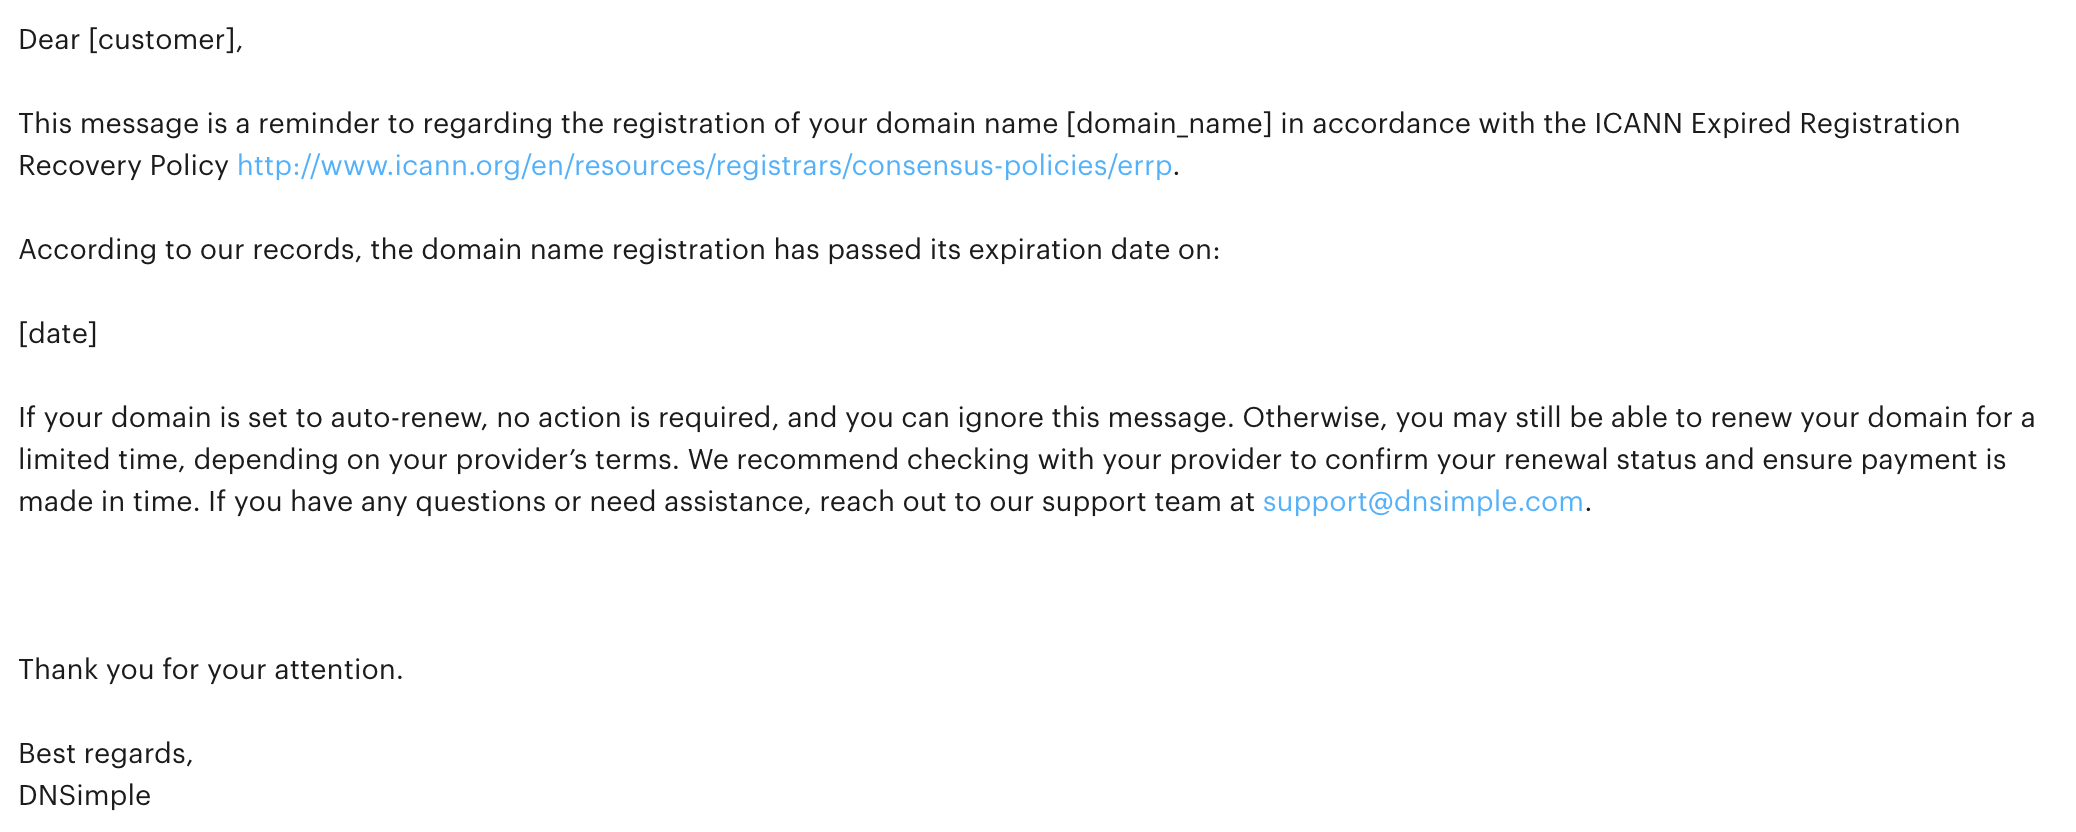 Dear [customer],
This message is a reminder to regarding the registration of your domain name [domain_name] in accordance with the ICANN Expired Registration
Recovery Policy http://www.icann.org/en/resources/registrars/consensus-policies/errp.
According to our records, the domain name registration has passed its expiration date on:
[date]
If your domain is set to auto-renew, no action is required, and you can ignore this message. Otherwise, you may still be able to renew your domain for a
limited time, depending on your provider’s terms. We recommend checking with your provider to confirm your renewal status and ensure payment is
made in time. If you have any questions or need assistance, reach out to our support team at support@dnsimple.com.
Thank you for your attention.
Best regards,
DNSimple